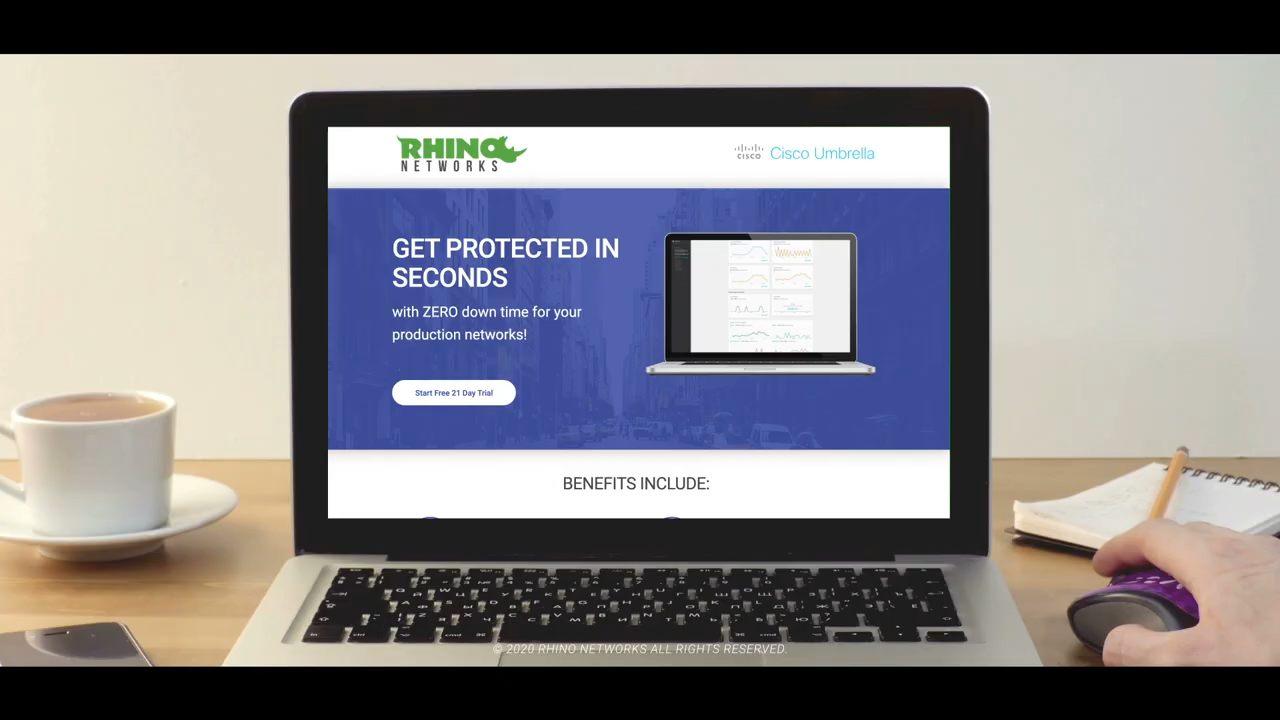 RHINO
NETWORKS
CISCO
Cisco Umbrella
GET PROTECTED IN
SECONDS
with ZERO down time for your
production networks!
Start Free 21 Day Trial
BENEFITS INCLUDE:
© 2020 RHINO NETWORKS ALL RIGHTS RESERVED.